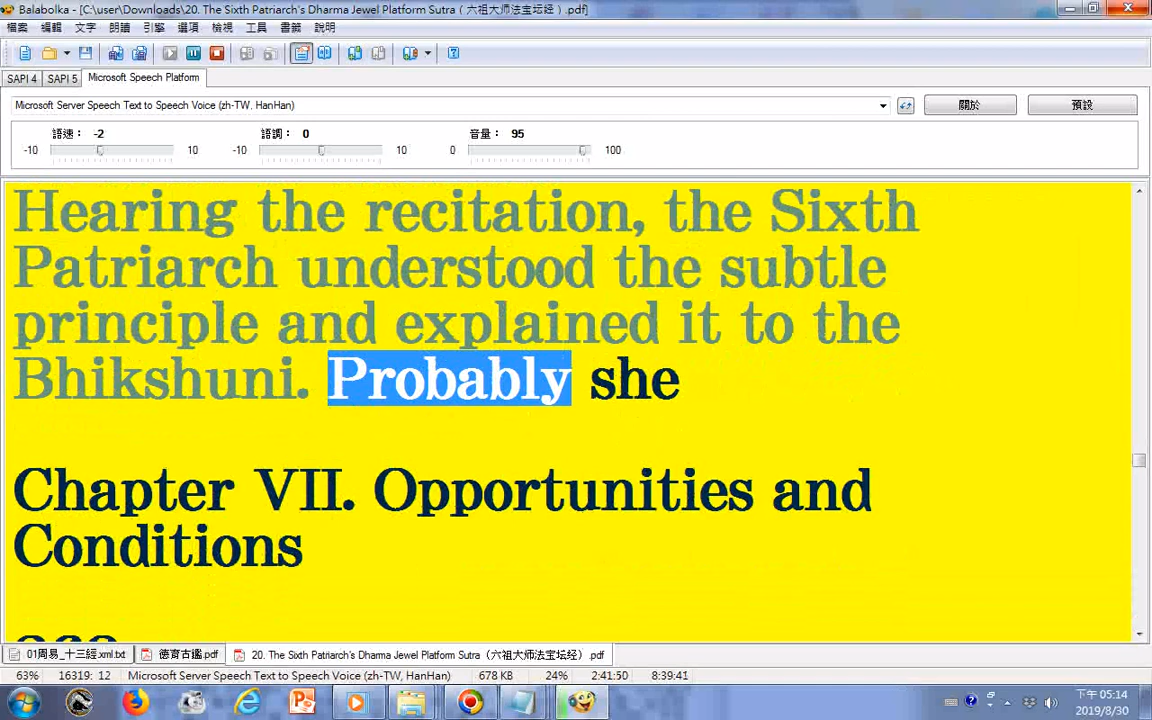 Balabolka - [C:\user\Downloads\20. The Sixth Patriarch's Dharma Jewel Platform Sutra（六祖大师法宝坛经）.pdf]
檔案 編輯 文字 朗讀 引擎 選項 檢視 工具 書籤 說明
SAPI 4 SAPI 5 Microsoft Speech Platform
Microsoft Server Speech Text to Speech Voice (zh-TW, HanHan) 關於 預設
語速： -2 語調： 0 音量： 95
-10 10 -10 10 0 100
Hearing the recitation, the Sixth
Patriarch understood the subtle
principle and explained it to the
Bhikshuni. Probably she
Chapter VII. Opportunities and
Conditions
01周易_十三經.xml.txt 德育古鑑.pdf 20. The Sixth Patriarch's Dharma Jewel Platform Sutra（六祖大师法宝坛经）.pdf
63% 16319: 12 Microsoft Server Speech Text to Speech Voice (zh-TW, HanHan) 678 KB 24% 2:41:50 8:39:41
下午 05:14
2019/8/30